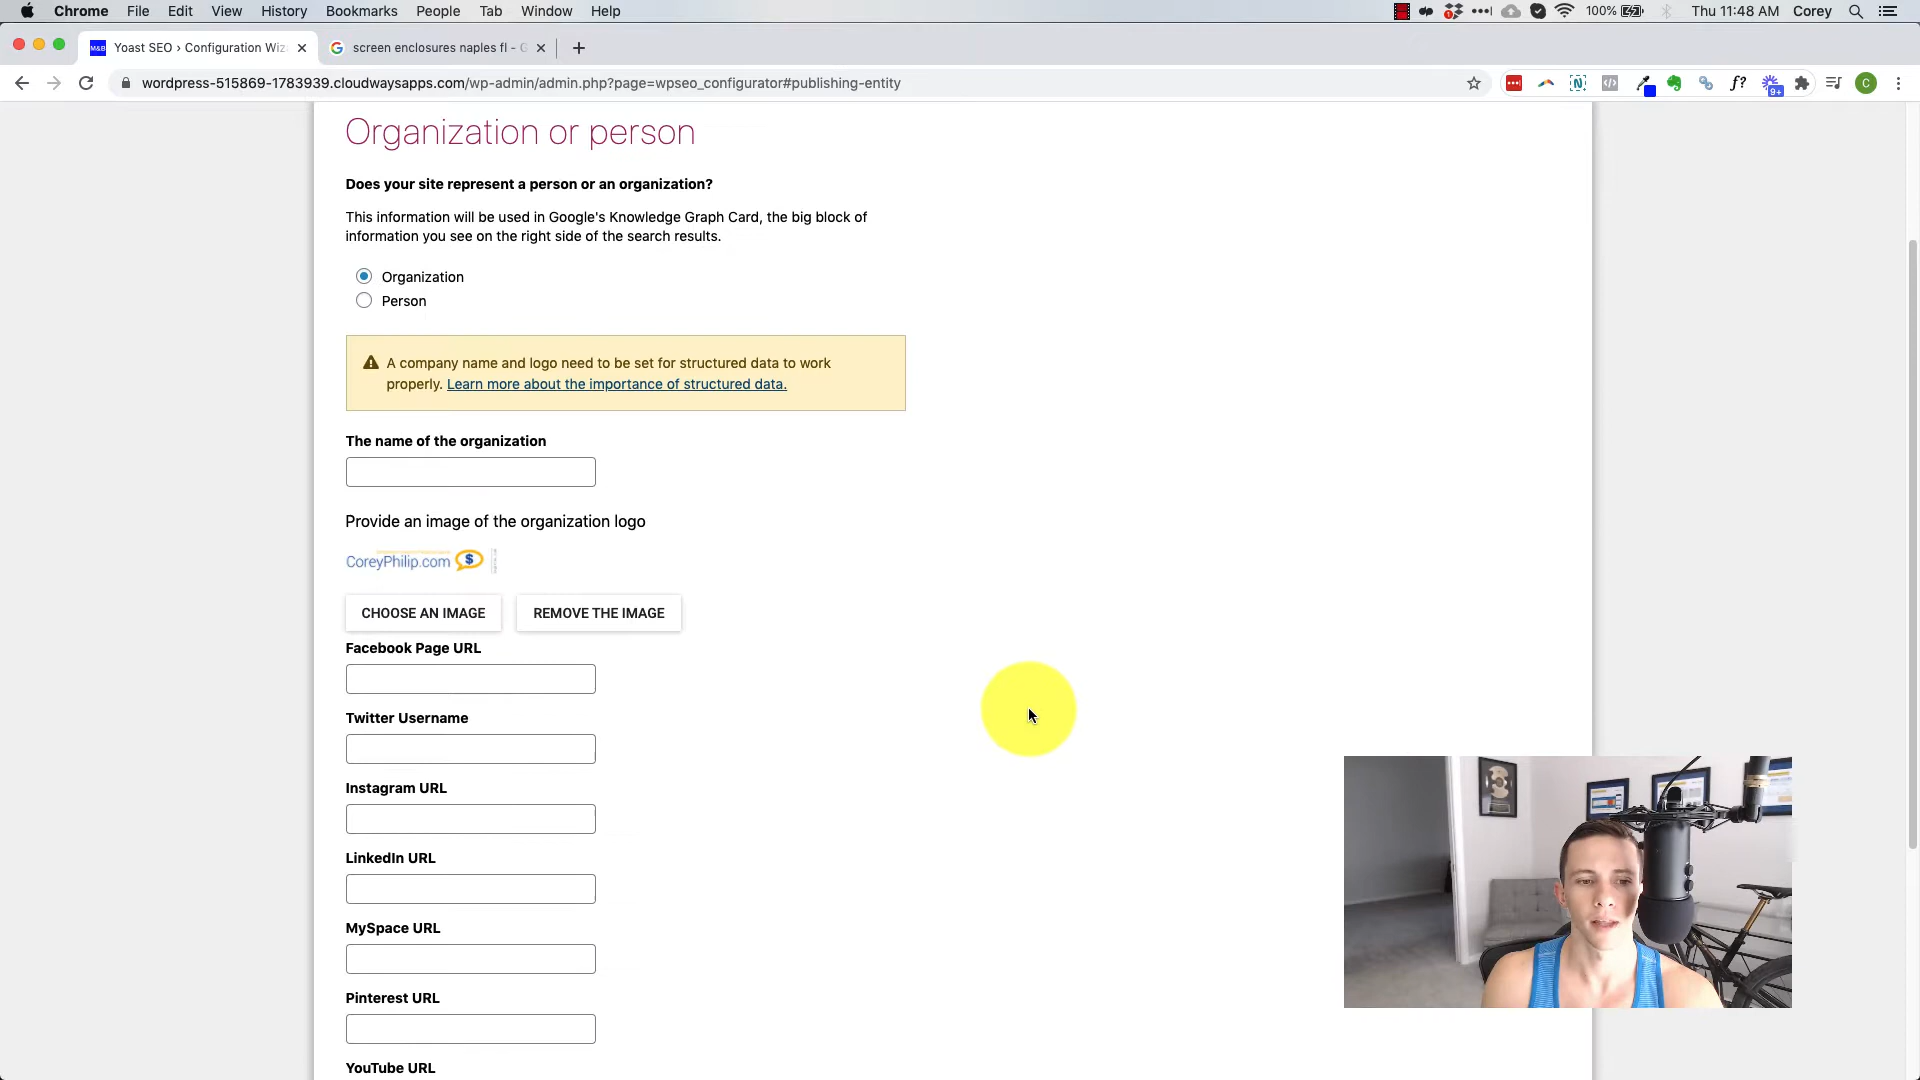 Chrome File Edit View History Bookmarks People Tab Window Help
100% Thu 11:48 AM Corey
M&B Yoast SEO › Configuration Wiz
screen enclosures naples fl - G
wordpress-515869-1783939.cloudwaysapps.com/wp-admin/admin.php?page=wpseo_configurator#publishing-entity
f?
9+
C
Organization or person
Does your site represent a person or an organization?
This information will be used in Google's Knowledge Graph Card, the big block of
information you see on the right side of the search results.
Organization
Person
A company name and logo need to be set for structured data to work
properly. Learn more about the importance of structured data.
The name of the organization
Provide an image of the organization logo
CoreyPhilip.com $
CHOOSE AN IMAGE
REMOVE THE IMAGE
Facebook Page URL
Twitter Username
Instagram URL
LinkedIn URL
MySpace URL
Pinterest URL
YouTube URL